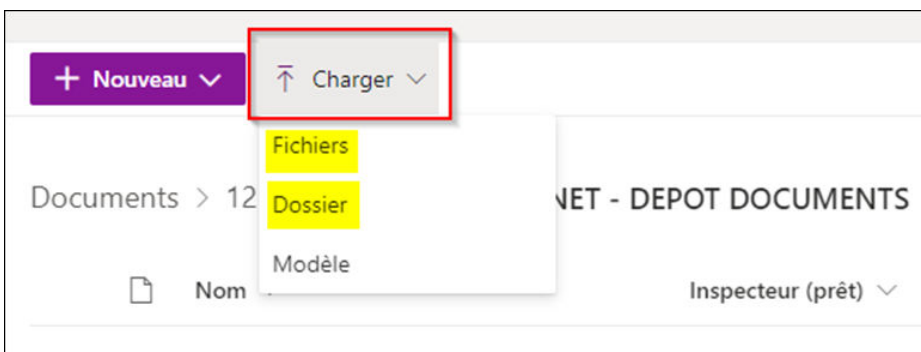 + Nouveau
Charger
Fichiers
Documents > 12
NET - DEPOT DOCUMENTS
Dossier
Modèle
Nom
Inspecteur (prêt)